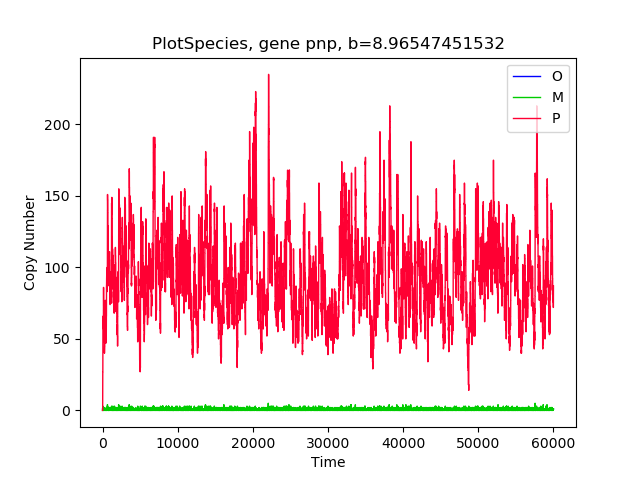 PlotSpecies, gene pnp, b=8.96547451532
O
M
P
200
150
100
50
0
Copy Number
0 10000 20000 30000 40000 50000 60000
Time